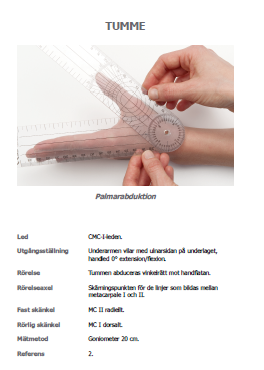 TUMME
Palmarabduktion
Led CMC-I-leden.
Utgångsställning Underarmen vilar med ulnarsidan på underlaget,
handled 0° extension/flexion.
Rörelse Tummen abduceras vinkelrätt mot handflatan.
Rörelseaxel Skärningspunkten för de linjer som bildas mellan
metacarpale I och II.
Fast skänkel MC II radiellt.
Rörlig skänkel MC I dorsalt.
Mätmetod Goniometer 20 cm.
Referens 2.